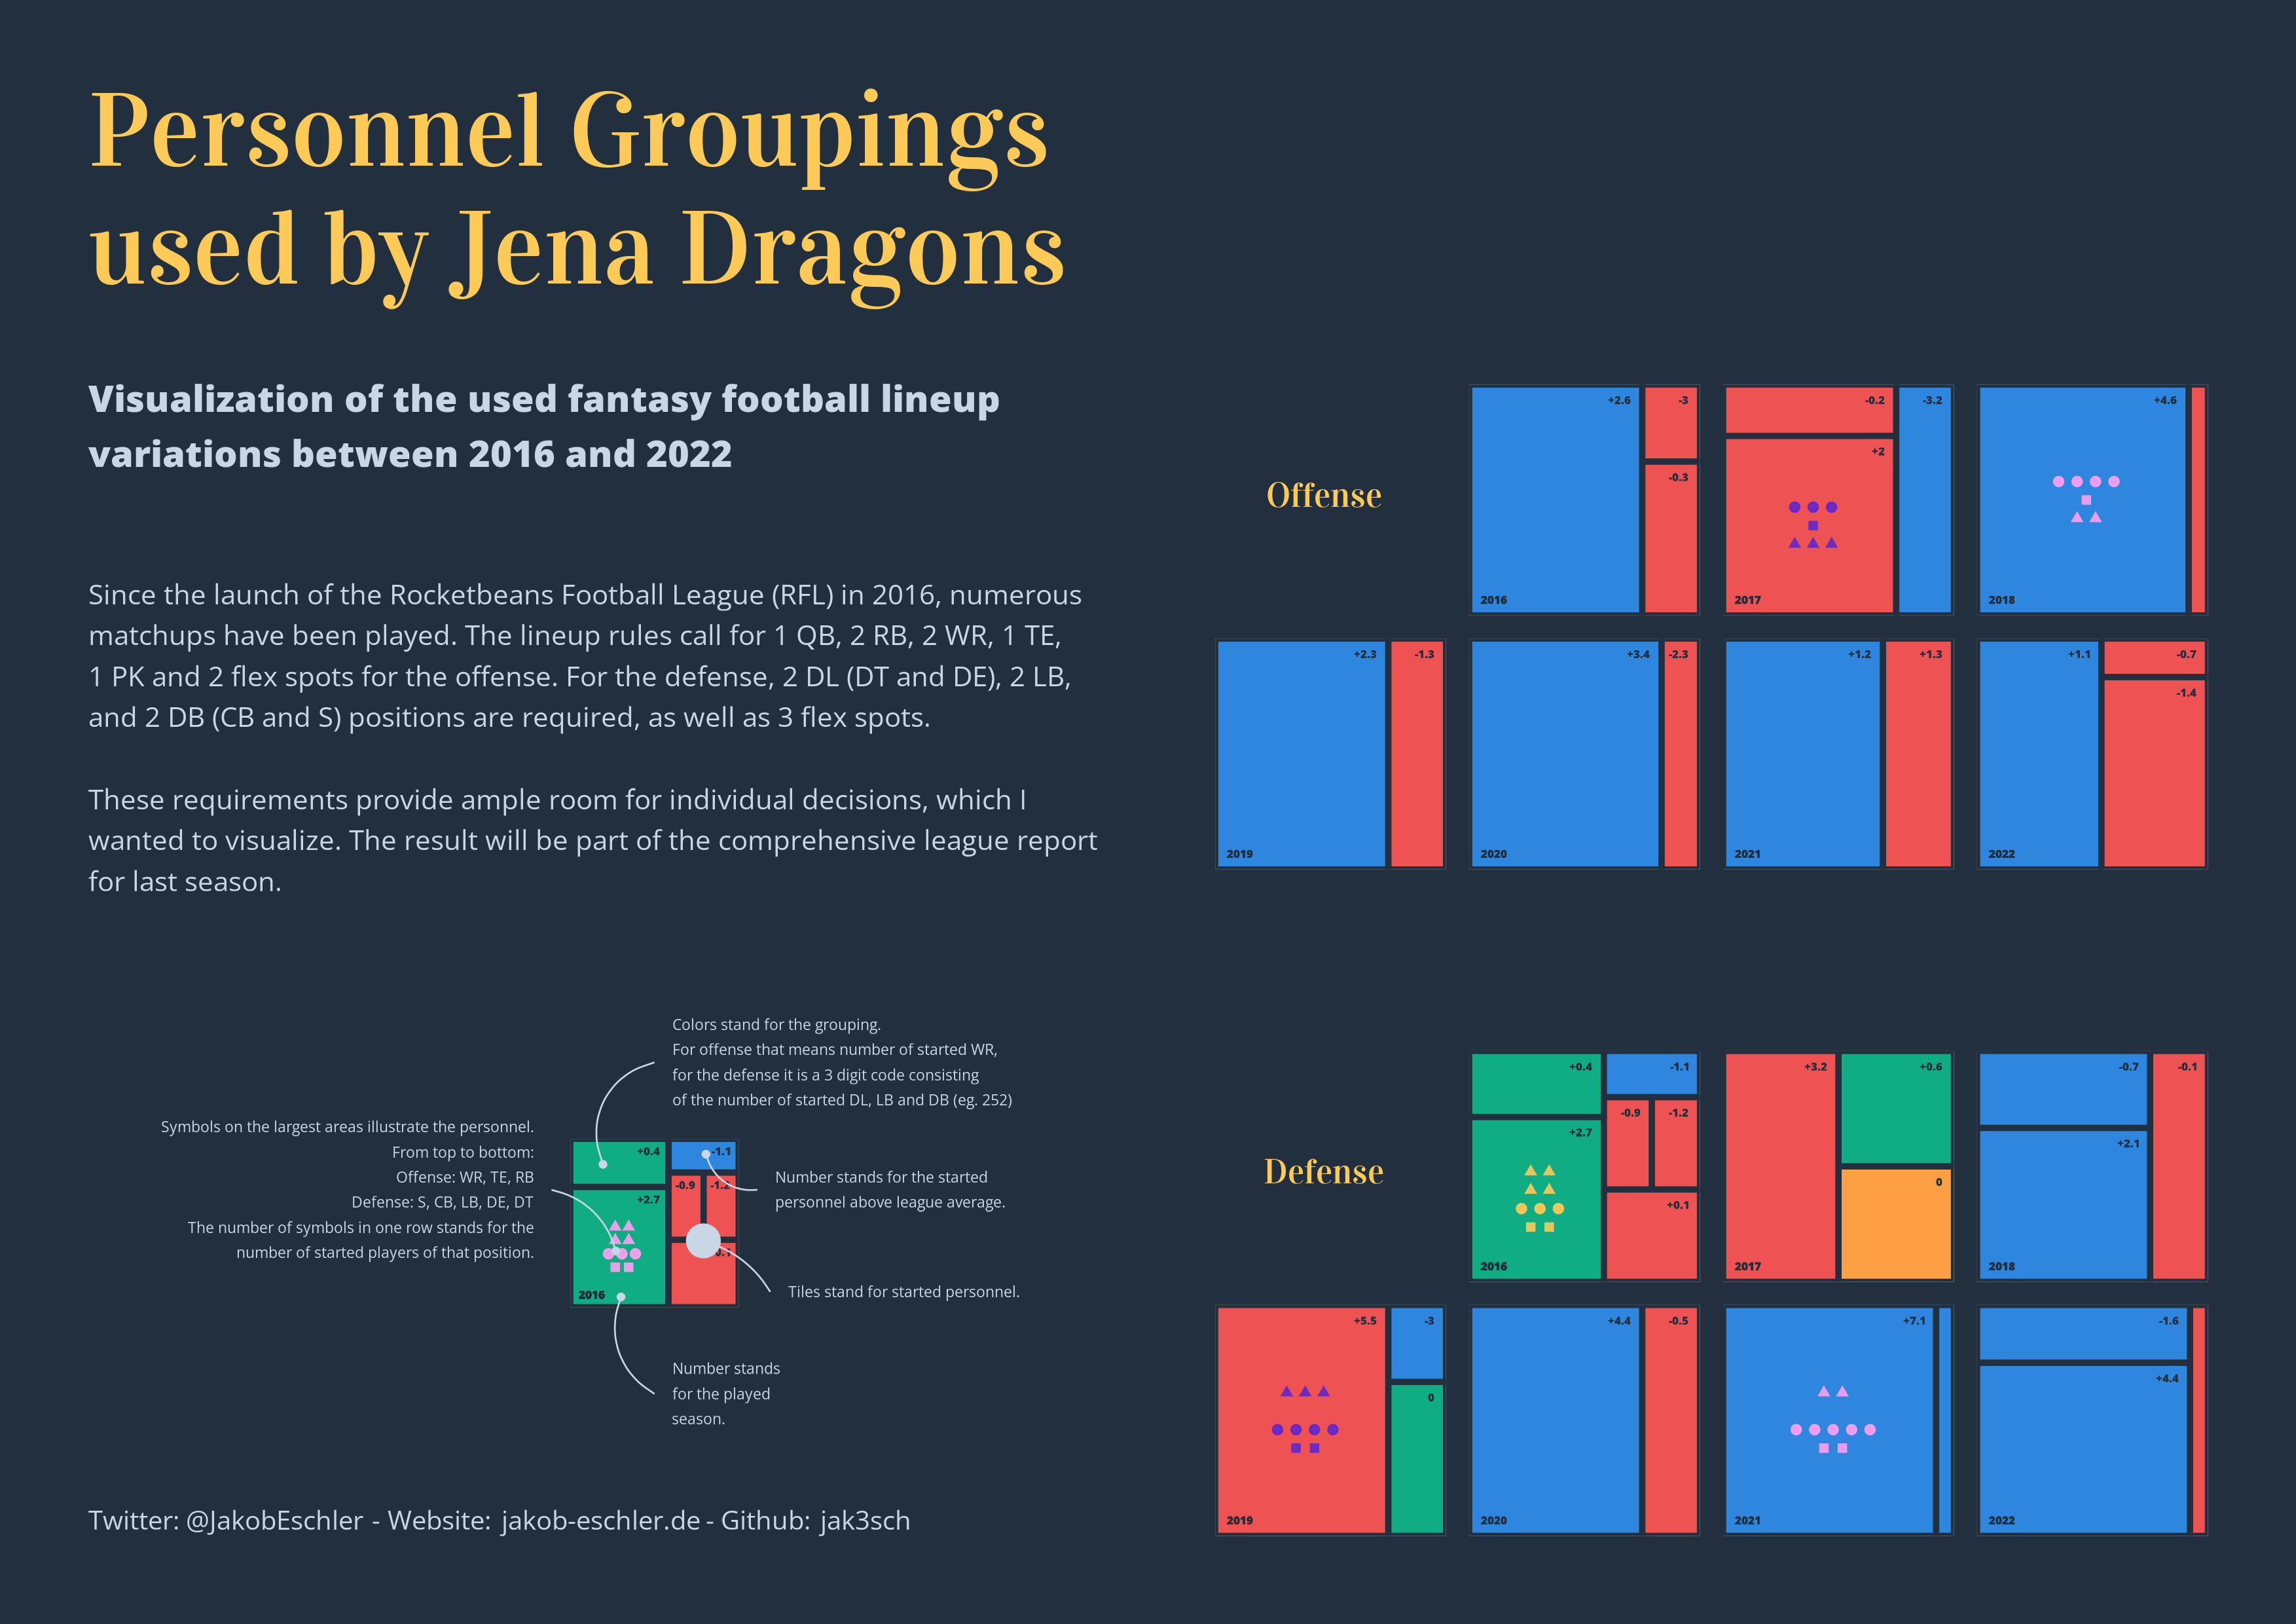 Personnel Groupings
used by Jena Dragons
Visualization of the used fantasy football lineup
variations between 2016 and 2022
Since the launch of the Rocketbeans Football League (RFL) in 2016, numerous
matchups have been played. The lineup rules call for 1 QB, 2 RB, 2 WR, 1 TE,
1 PK and 2 flex spots for the offense. For the defense, 2 DL (DT and DE), 2 LB,
and 2 DB (CB and S) positions are required, as well as 3 flex spots.
These requirements provide ample room for individual decisions, which I
wanted to visualize. The result will be part of the comprehensive league report
for last season.
Colors stand for the grouping.
For offense that means number of started WR,
for the defense it is a 3 digit code consisting
of the number of started DL, LB and DB (eg. 252)
Symbols on the largest areas illustrate the personnel.
From top to bottom:
Offense: WR, TE, RB
Defense: S, CB, LB, DE, DT
The number of symbols in one row stands for the
number of started players of that position.
+0.4
-1.1
+2.7
-0.9
-1.2
0.1
2016
Number stands for the started
personnel above league average.
Tiles stand for started personnel.
Number stands
for the played
season.
Twitter: @JakobEschler - Website: jakob-eschler.de - Github: jak3sch
Offense
+2.6
-3
-0.3
2016
-0.2
-3.2
+2
2017
+4.6
2018
+2.3
-1.3
2019
+3.4
-2.3
2020
+1.2
+1.3
2021
+1.1
-0.7
-1.4
2022
Defense
+0.4
-1.1
-0.9
-1.2
+2.7
+0.1
2016
+3.2
+0.6
0
2017
-0.7
-0.1
+2.1
2018
+5.5
-3
0
2019
+4.4
-0.5
2020
+7.1
2021
-1.6
+4.4
2022